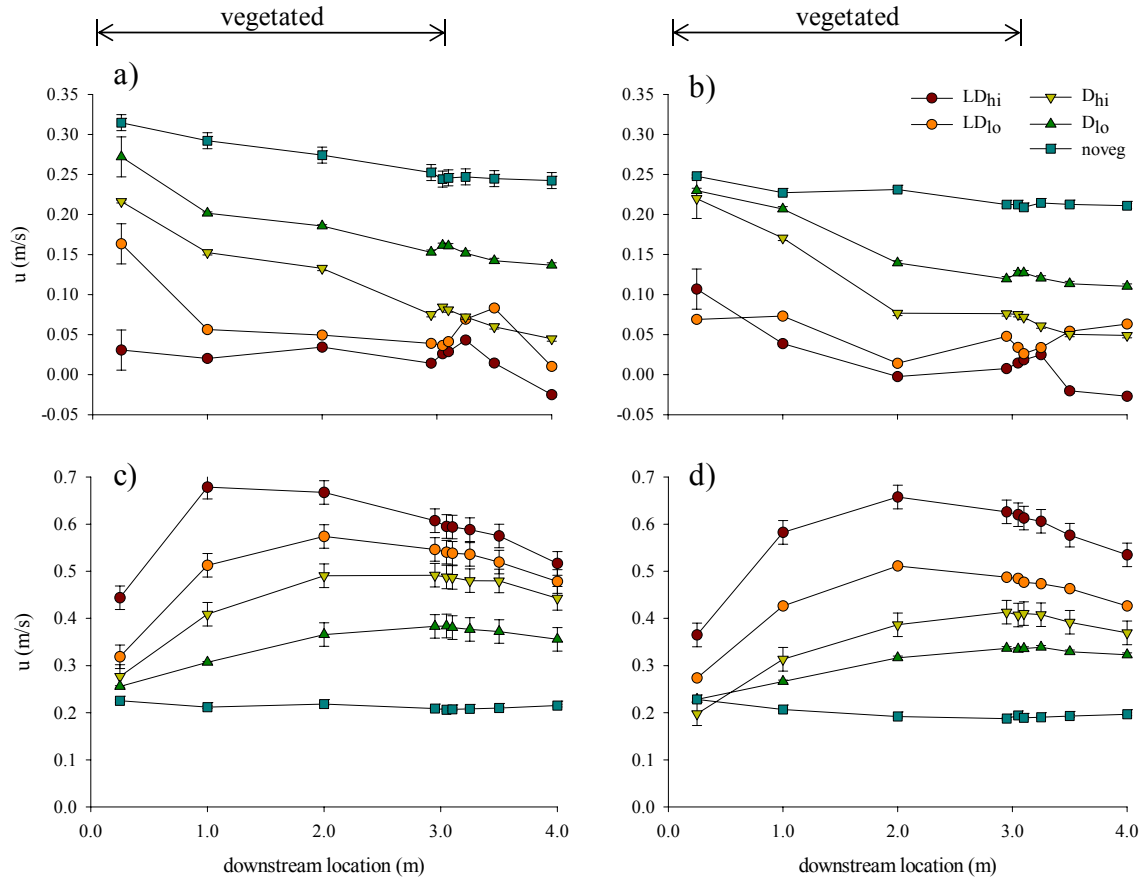 vegetated vegetated
a) b)
0.35 0.35
0.30 0.30
0.25 0.25
0.20 0.20
0.15 0.15
0.10 0.10
0.05 0.05
0.00 0.00
-0.05 -0.05
u (m/s)
LDhi Dhi
LDlo Dlo
noveg
c) d)
0.7 0.7
0.6 0.6
0.5 0.5
0.4 0.4
0.3 0.3
0.2 0.2
0.1 0.1
0.0 0.0
u (m/s)
0.0 1.0 2.0 3.0 4.0 0.0 1.0 2.0 3.0 4.0
downstream location (m) downstream location (m)